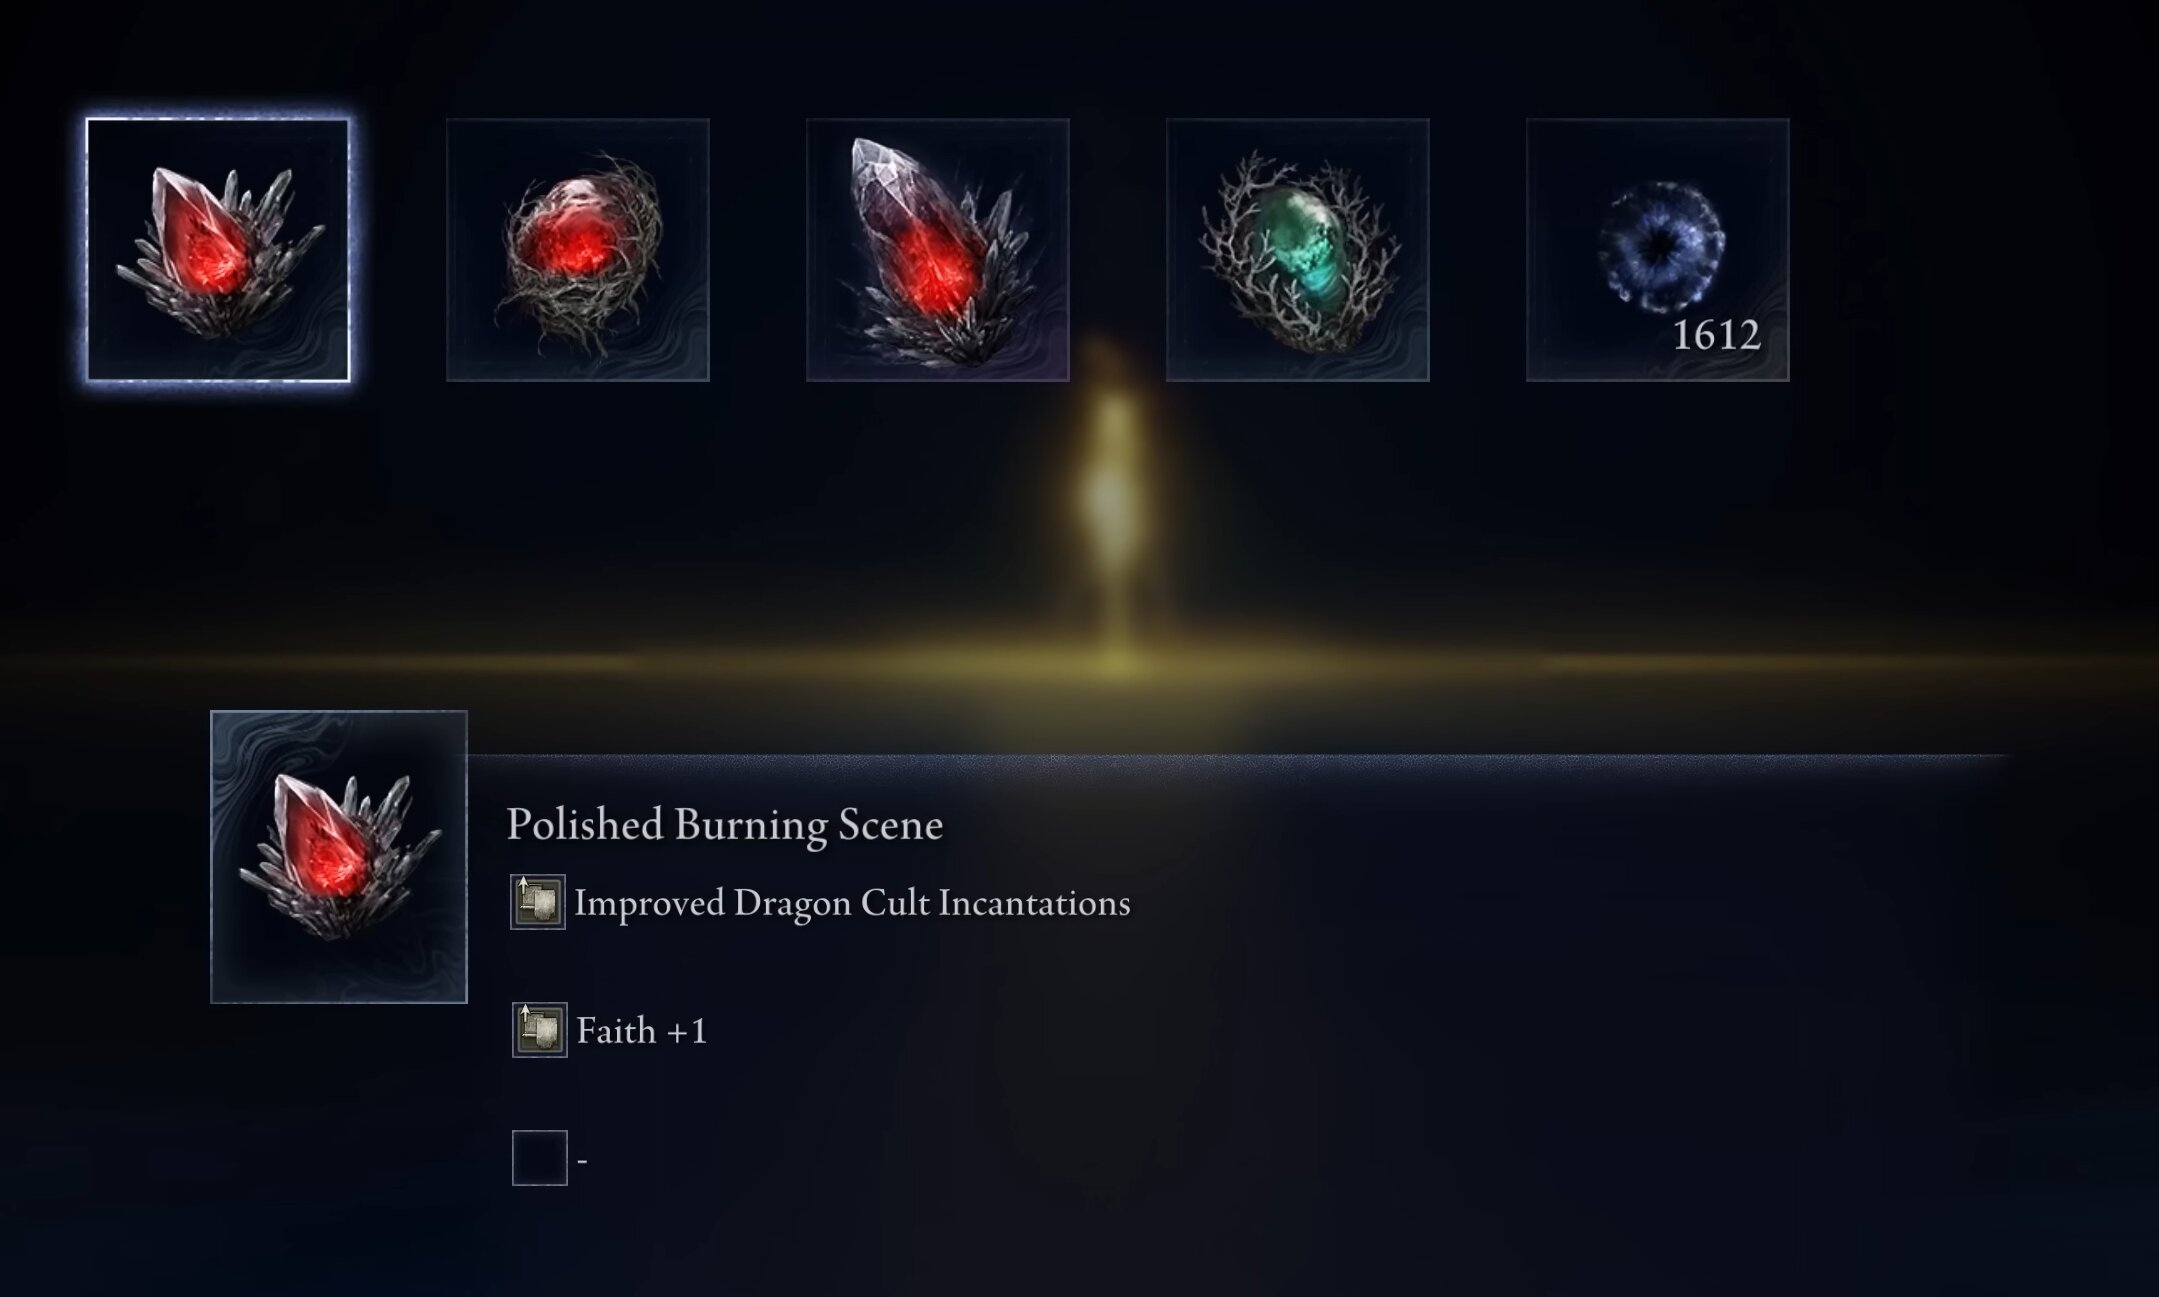 1612
Polished Burning Scene
Improved Dragon Cult Incantations
Faith +1
-